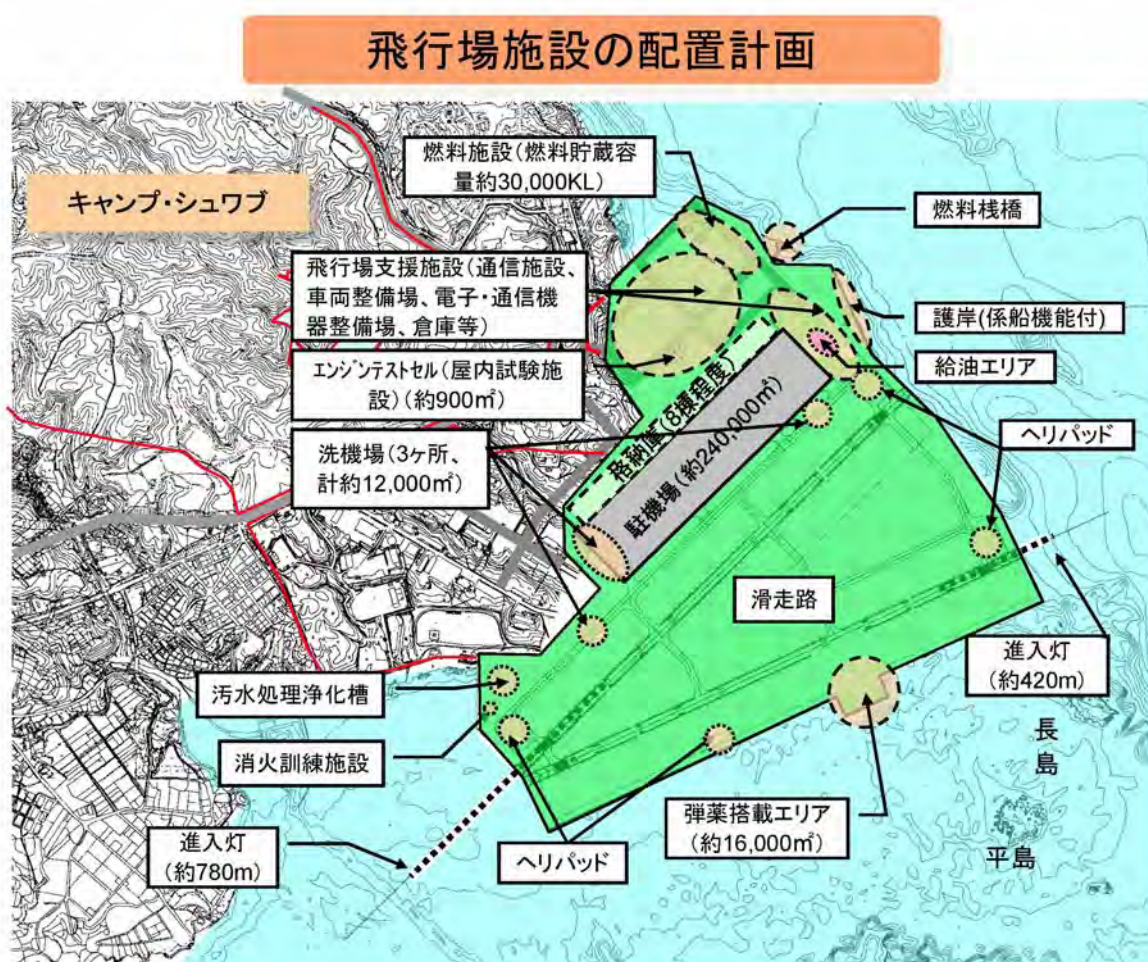 飛行場施設の配置計画
キャンプ・シュワブ
燃料施設(燃料貯蔵容
量約30,000KL)
燃料桟橋
飛行場支援施設(通信施設、
車両整備場、電子・通信機
器整備場、倉庫等)
護岸(係船機能付)
エンジンテストセル(屋内試験施
設)(約900㎡)
給油エリア
格納庫(8棟程度)
駐機場(約240,000㎡)
ヘリパッド
洗機場(3ヶ所、
計約12,000㎡)
滑走路
進入灯
(約420m)
汚水処理浄化槽
消火訓練施設
長島
弾薬搭載エリア
(約16,000㎡)
平島
進入灯
(約780m)
ヘリパッド